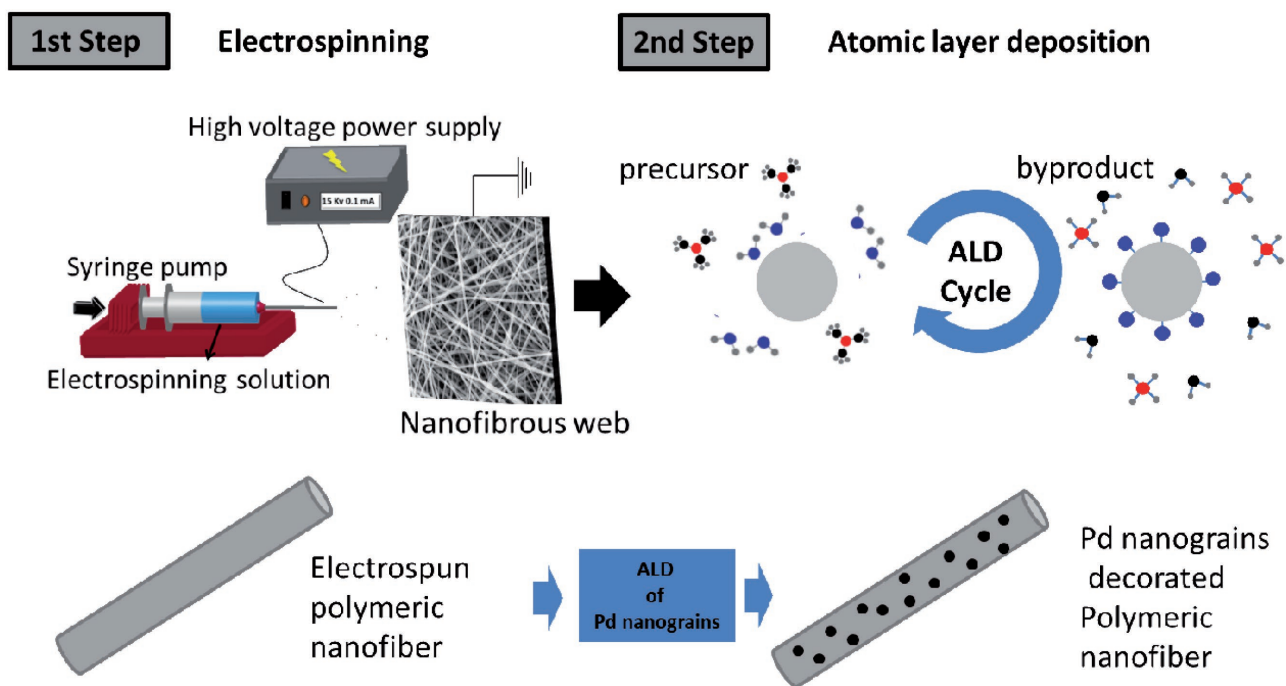 1st Step
Electrospinning
2nd Step
Atomic layer deposition
High voltage power supply
15 Kv 0.1 mA
Syringe pump
Electrospinning solution
Nanofibrous web
precursor
byproduct
ALD
Cycle
Electrospun
polymeric
nanofiber
ALD
of
Pd nanograins
Pd nanograins
decorated
Polymeric
nanofiber